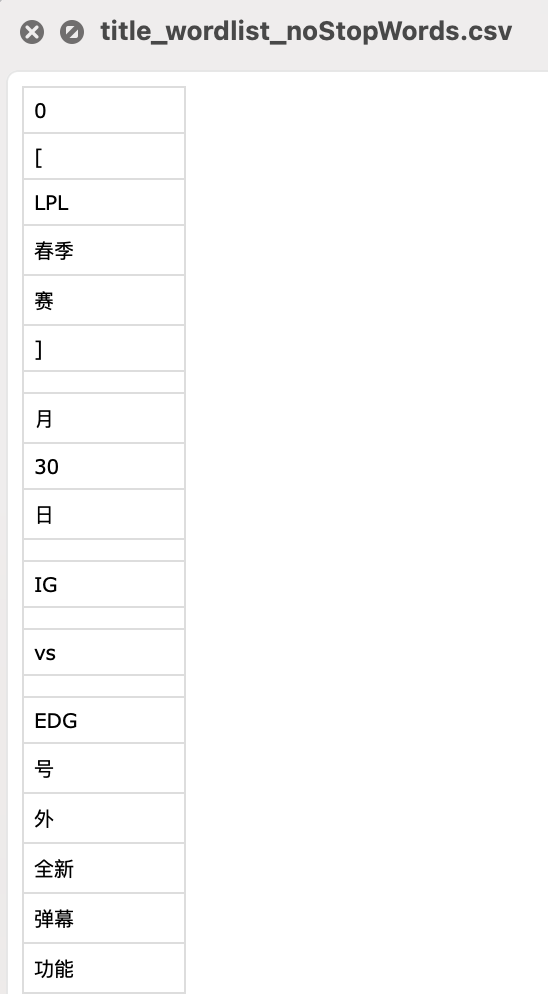 title_wordlist_noStopWords.csv
0
[
LPL
春季
赛
]
月
30
日
IG
vs
EDG
号
外
全新
弹幕
功能